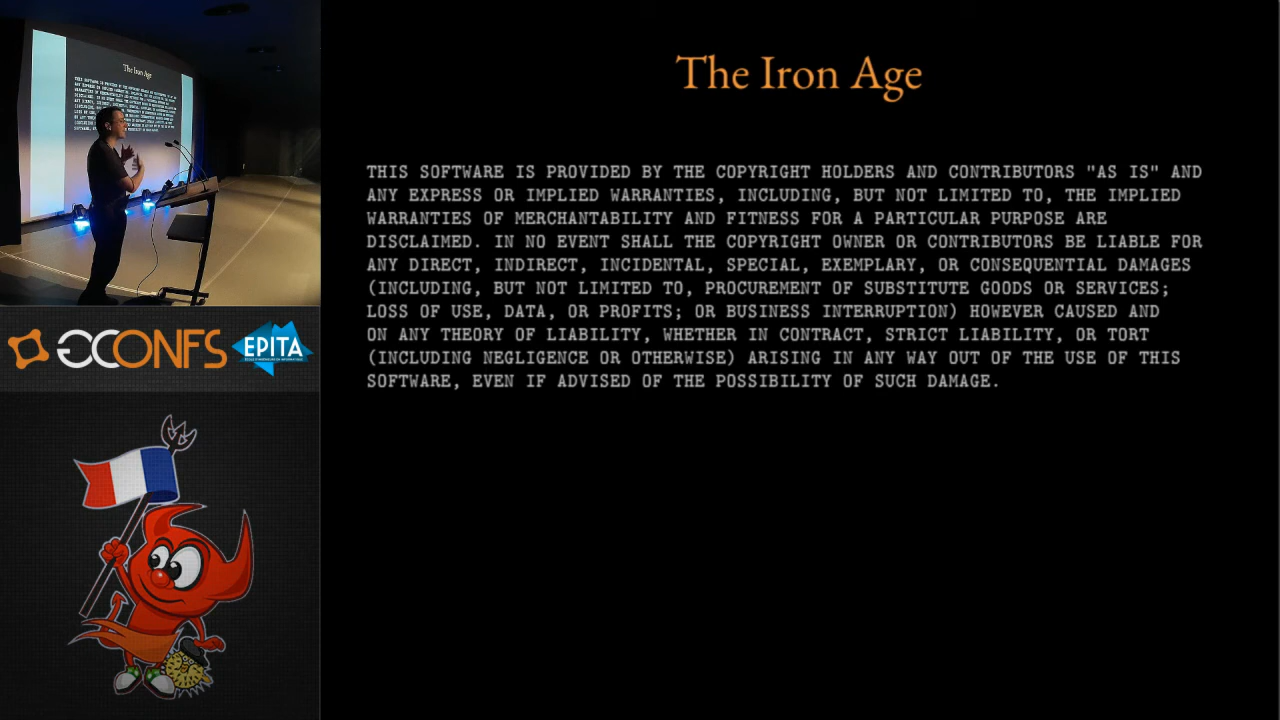 The Iron Age
THIS SOFTWARE IS PROVIDED BY THE COPYRIGHT HOLDERS AND CONTRIBUTORS "AS IS" AND
ANY EXPRESS OR IMPLIED WARRANTIES, INCLUDING, BUT NOT LIMITED TO, THE IMPLIED
WARRANTIES OF MERCHANTABILITY AND FITNESS FOR A PARTICULAR PURPOSE ARE
DISCLAIMED. IN NO EVENT SHALL THE COPYRIGHT OWNER OR CONTRIBUTORS BE LIABLE FOR
ANY DIRECT, INDIRECT, INCIDENTAL, SPECIAL, EXEMPLARY, OR CONSEQUENTIAL DAMAGES
(INCLUDING, BUT NOT LIMITED TO, PROCUREMENT OF SUBSTITUTE GOODS OR SERVICES;
LOSS OF USE, DATA, OR PROFITS; OR BUSINESS INTERRUPTION) HOWEVER CAUSED AND
ON ANY THEORY OF LIABILITY, WHETHER IN CONTRACT, STRICT LIABILITY, OR TORT
(INCLUDING NEGLIGENCE OR OTHERWISE) ARISING IN ANY WAY OUT OF THE USE OF THIS
SOFTWARE, EVEN IF ADVISED OF THE POSSIBILITY OF SUCH DAMAGE.
The Iron Age
GCONFS
EPITA